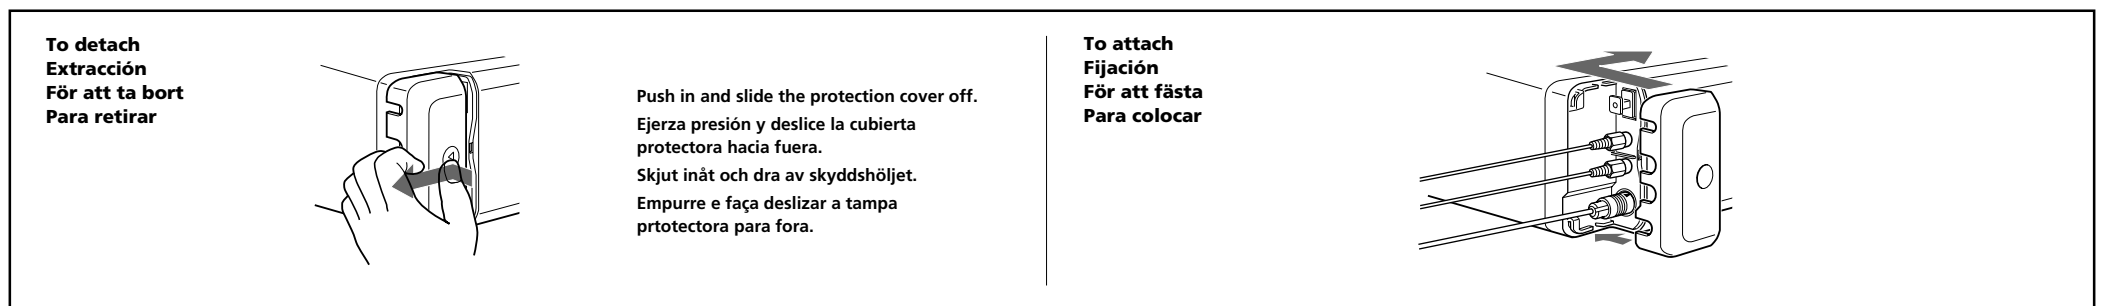 To detach
Extracción
För att ta bort
Para retirar
Push in and slide the protection cover off.
Ejerza presión y deslice la cubierta
protectora hacia fuera.
Skjut inåt och dra av skyddshöljet.
Empurre e faça deslizar a tampa
prtotectora para fora.
To attach
Fijación
För att fästa
Para colocar